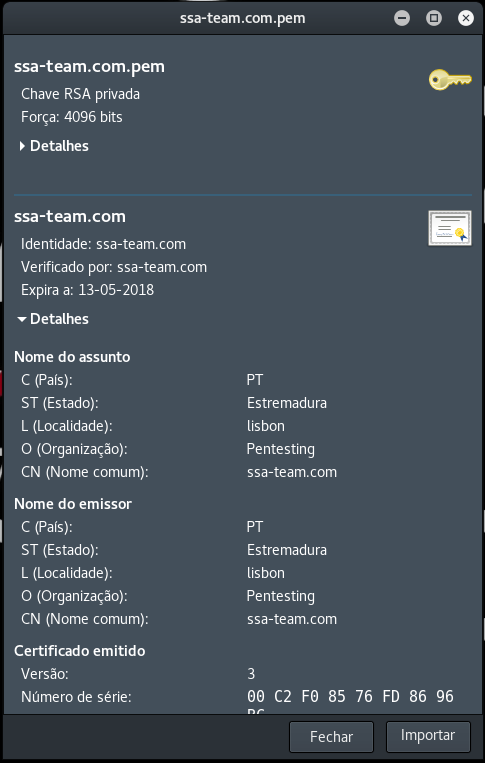 ssa-team.com.pem
ssa-team.com.pem
Chave RSA privada
Força: 4096 bits
Detalhes
ssa-team.com
Identidade: ssa-team.com
Verificado por: ssa-team.com
Expira a: 13-05-2018
Detalhes
Nome do assunto
C (País): PT
ST (Estado): Estremadura
L (Localidade): lisbon
O (Organização): Pentesting
CN (Nome comum): ssa-team.com
Nome do emissor
C (País): PT
ST (Estado): Estremadura
L (Localidade): lisbon
O (Organização): Pentesting
CN (Nome comum): ssa-team.com
Certificado emitido
Versão: 3
Número de série: 00 C2 F0 85 76 FD 86 96
Fechar Importar